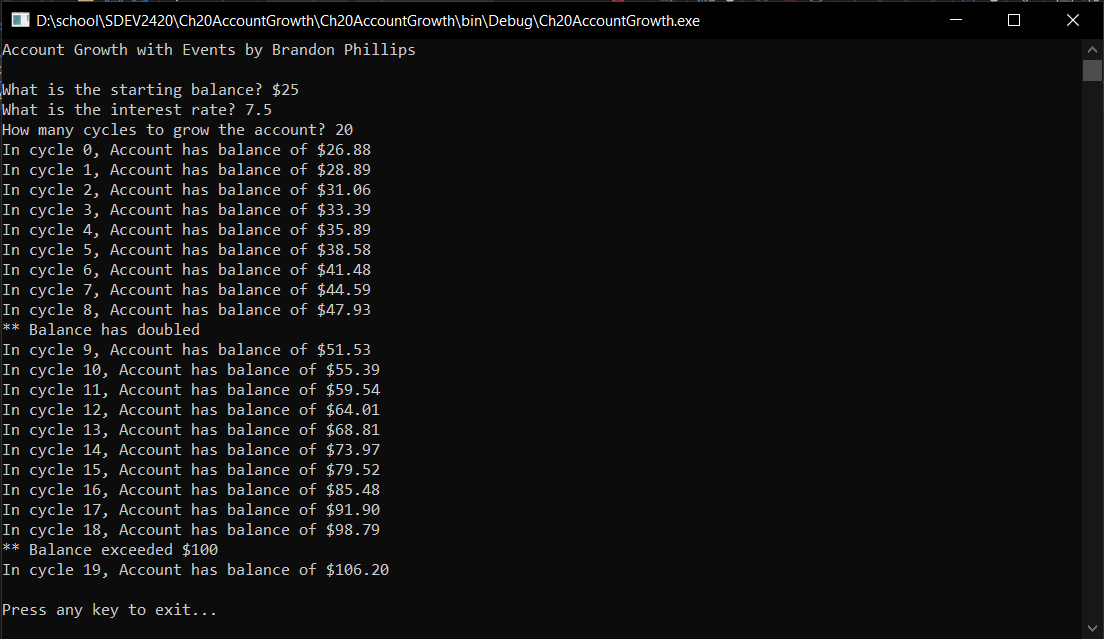 D:\school\SDEV2420\Ch20AccountGrowth\Ch20AccountGrowth\bin\Debug\Ch20AccountGrowth.exe
Account Growth with Events by Brandon Phillips
What is the starting balance? $25
What is the interest rate? 7.5
How many cycles to grow the account? 20
In cycle 0, Account has balance of $26.88
In cycle 1, Account has balance of $28.89
In cycle 2, Account has balance of $31.06
In cycle 3, Account has balance of $33.39
In cycle 4, Account has balance of $35.89
In cycle 5, Account has balance of $38.58
In cycle 6, Account has balance of $41.48
In cycle 7, Account has balance of $44.59
In cycle 8, Account has balance of $47.93
** Balance has doubled
In cycle 9, Account has balance of $51.53
In cycle 10, Account has balance of $55.39
In cycle 11, Account has balance of $59.54
In cycle 12, Account has balance of $64.01
In cycle 13, Account has balance of $68.81
In cycle 14, Account has balance of $73.97
In cycle 15, Account has balance of $79.52
In cycle 16, Account has balance of $85.48
In cycle 17, Account has balance of $91.90
In cycle 18, Account has balance of $98.79
** Balance exceeded $100
In cycle 19, Account has balance of $106.20
Press any key to exit...